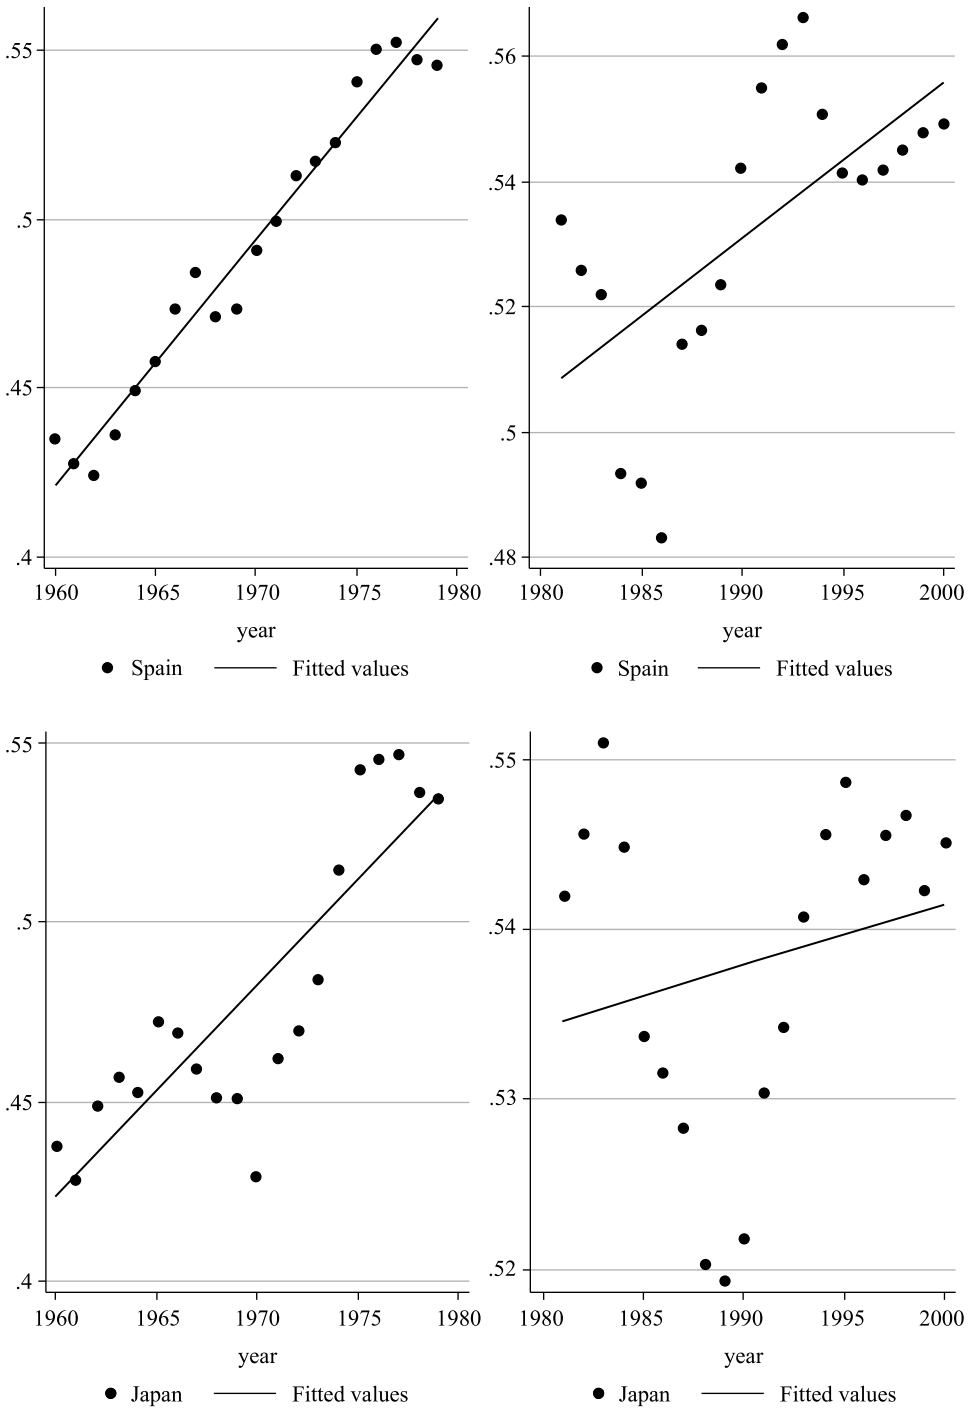 .55
.5
.45
.4
1960 1965 1970 1975 1980
year
Spain Fitted values
.56
.54
.52
.5
.48
1980 1985 1990 1995 2000
year
Spain Fitted values
.55
.5
.45
.4
1960 1965 1970 1975 1980
year
Japan Fitted values
.55
.54
.53
.52
1980 1985 1990 1995 2000
year
Japan Fitted values